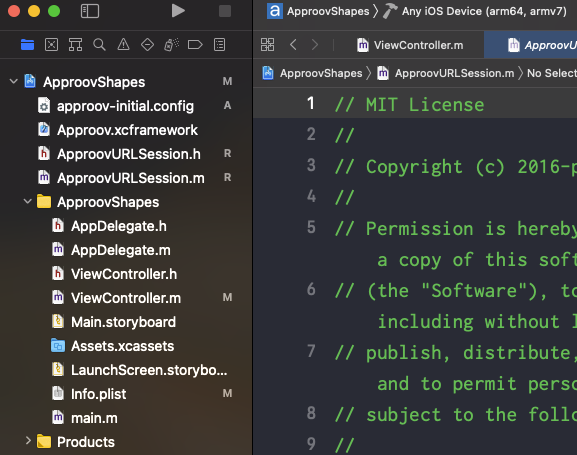 ApproovShapes
Any iOS Device (arm64, armv7)
ViewController.m
ApproovU
ApproovShapes
ApproovURLSession.m
No Selec
ApproovShapes M
approov-initial.config A
Approov.xcframework
ApproovURLSession.h R
ApproovURLSession.m R
ApproovShapes
AppDelegate.h
AppDelegate.m
ViewController.h
ViewController.m M
Main.storyboard
Assets.xcassets
LaunchScreen.storybo...
Info.plist M
main.m
Products
1 // MIT License
2 //
3 // Copyright (c) 2016-p
4 //
5 // Permission is hereby
a copy of this soft
6 // (the "Software"), to
including without l
7 // publish, distribute,
and to permit perso
8 // subject to the follo
9 //